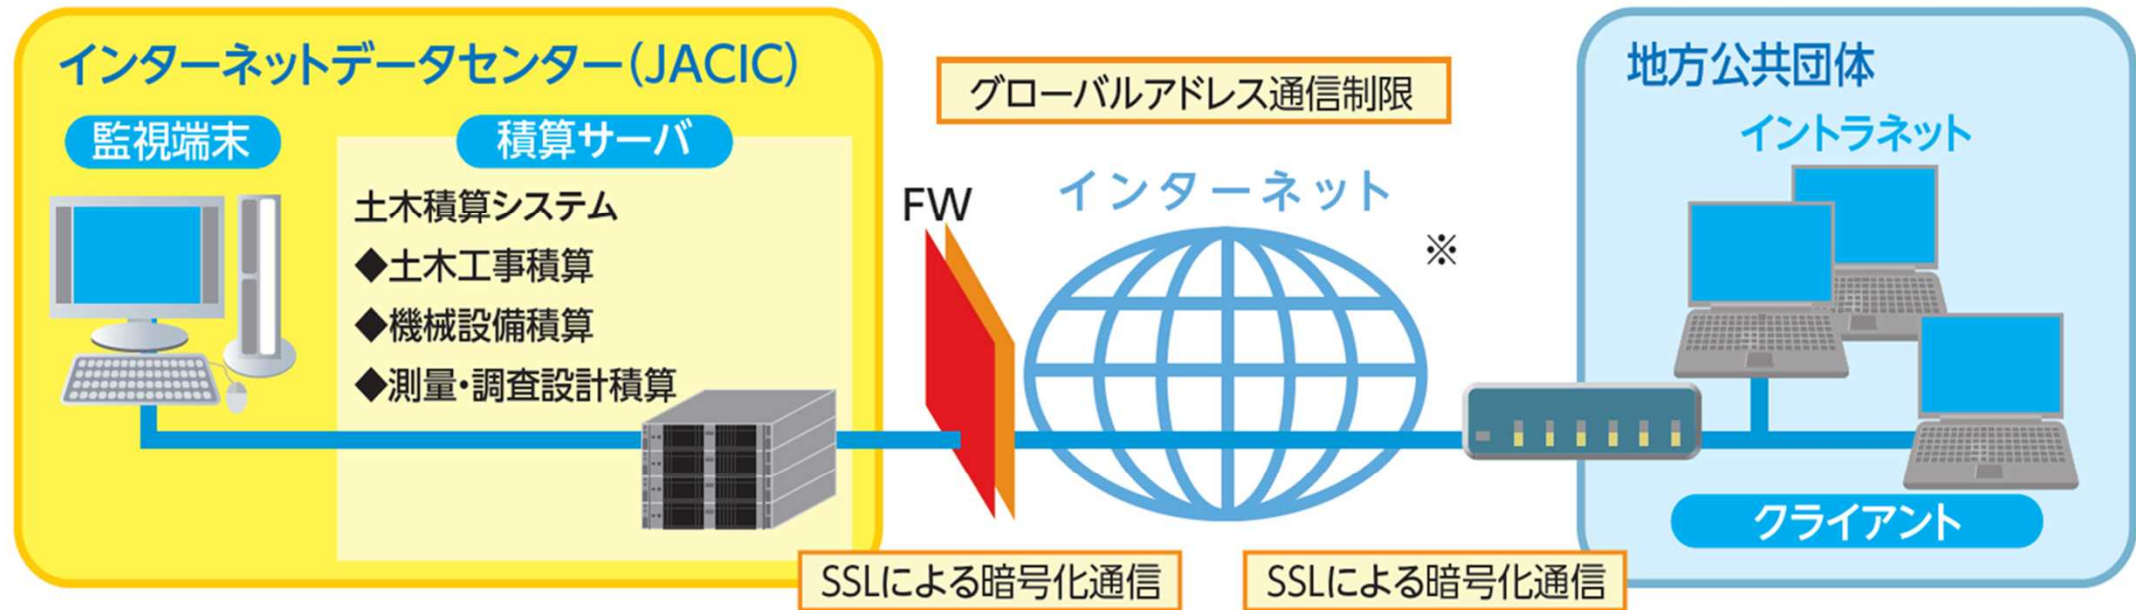 インターネットデータセンター(JACIC)
監視端末
積算サーバ
土木積算システム
◆土木工事積算
◆機械設備積算
◆測量・調査設計積算
グローバルアドレス通信制限
FW
インターネット
※
SSLによる暗号化通信
SSLによる暗号化通信
地方公共団体
イントラネット
クライアント